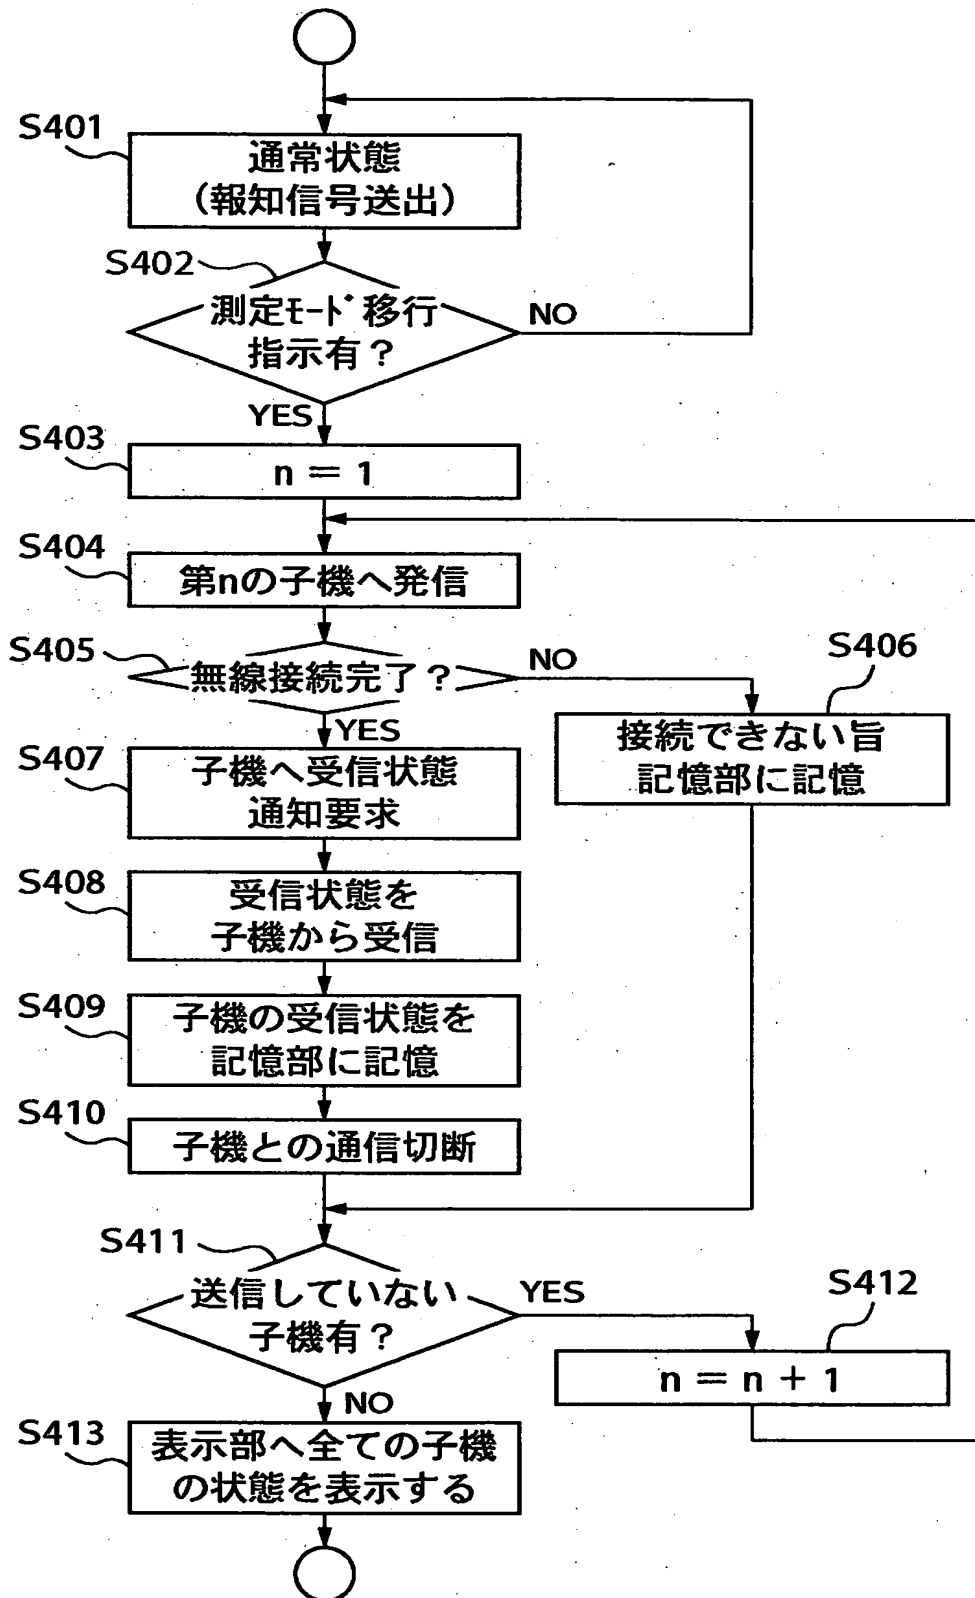 S401
通常状態
(報知信号送出)
S402
測定ﾓｰﾄﾞ移行
指示有？
NO
YES
S403
n = 1
S404
第nの子機へ発信
S405
無線接続完了？
NO
S406
接続できない旨
記憶部に記憶
YES
S407
子機へ受信状態
通知要求
S408
受信状態を
子機から受信
S409
子機の受信状態を
記憶部に記憶
S410
子機との通信切断
S411
送信していない
子機有？
YES
S412
n = n + 1
NO
S413
表示部へ全ての子機
の状態を表示する